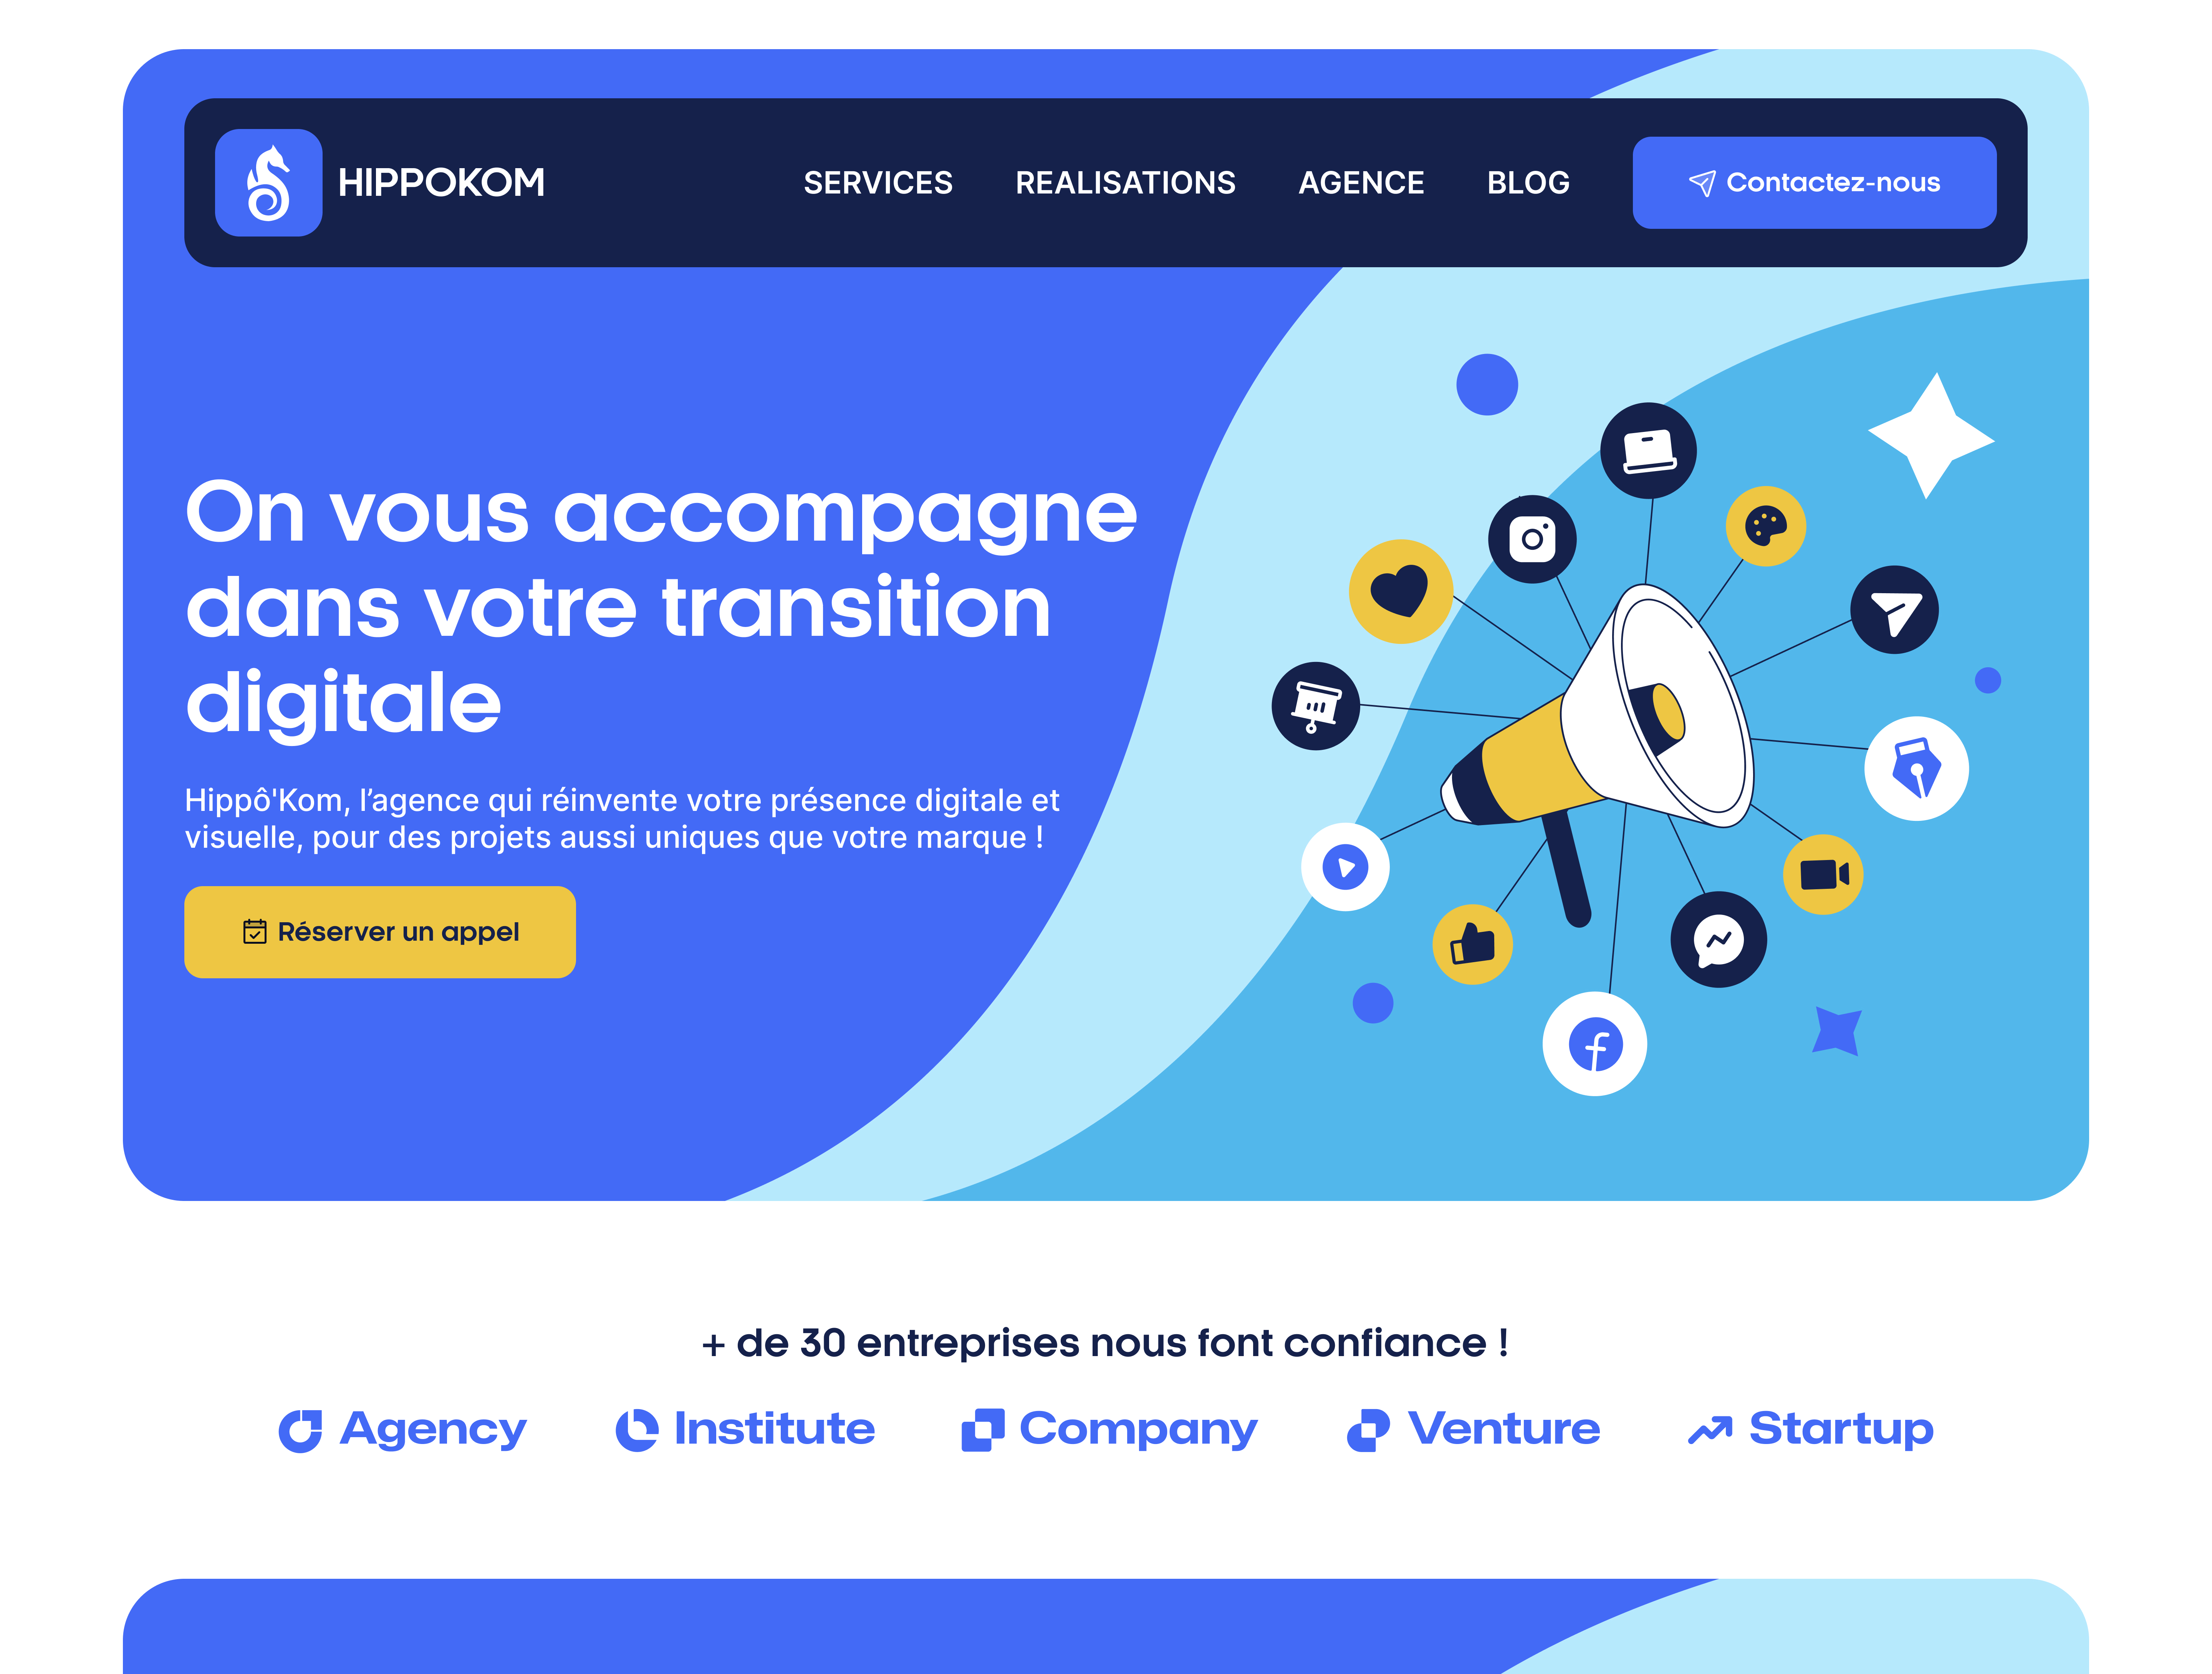 HIPPOKOM
SERVICES
REALISATIONS
AGENCE
BLOG
Contactez-nous
On vous accompagne
dans votre transition
digitale
Hippô'Kom, l’agence qui réinvente votre présence digitale et
visuelle, pour des projets aussi uniques que votre marque !
Réserver un appel
+ de 30 entreprises nous font confiance !
Agency
Institute
Company
Venture
Startup